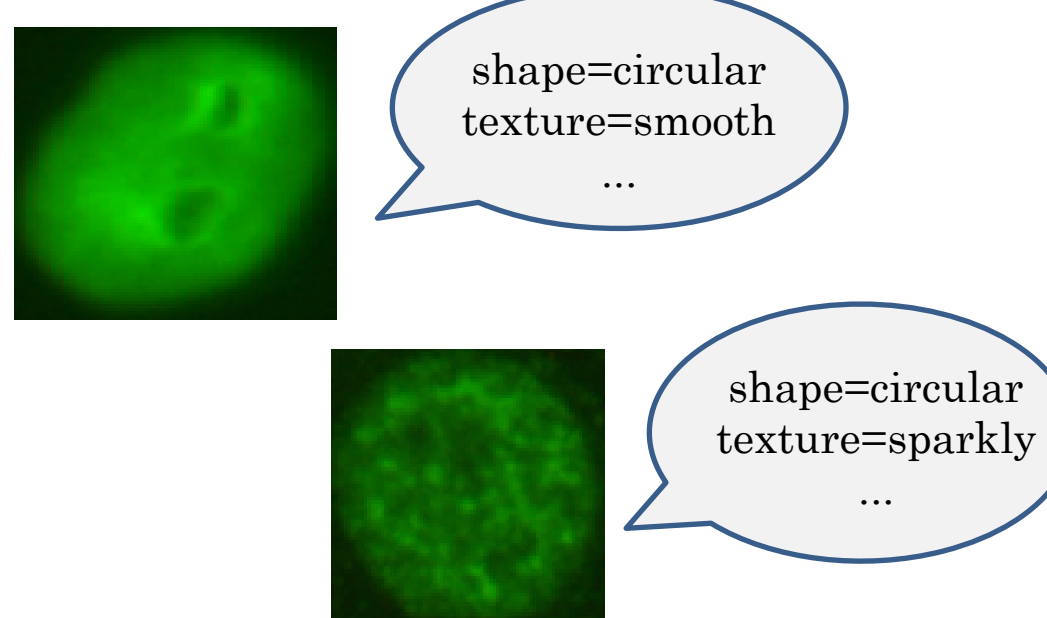 shape=circular
texture=smooth
...
shape=circular
texture=sparkly
...